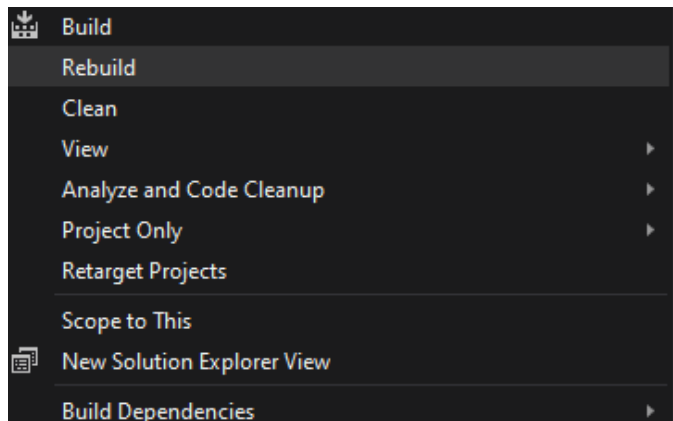 Build
Rebuild
Clean
View
Analyze and Code Cleanup
Project Only
Retarget Projects
Scope to This
New Solution Explorer View
Build Dependencies